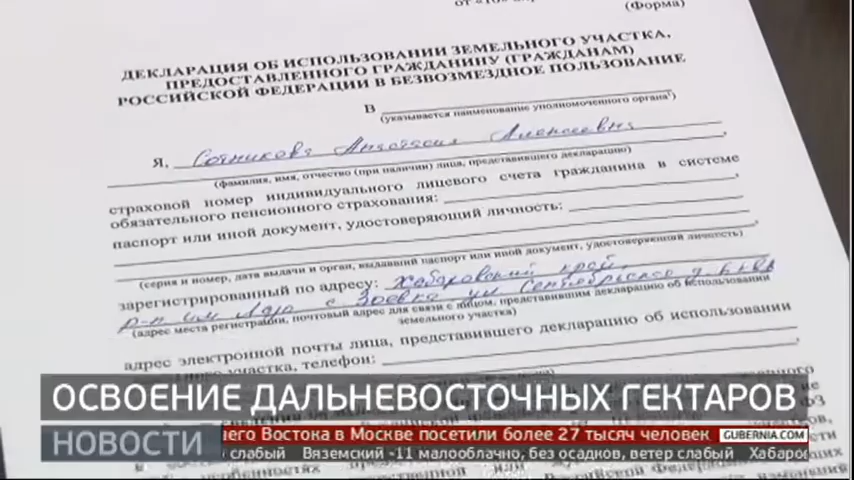 (Форма)
ДЕКЛАРАЦИЯ ОБ ИСПОЛЬЗОВАНИИ ЗЕМЕЛЬНОГО УЧАСТКА,
ПРЕДОСТАВЛЕННОГО ГРАЖДАНИНУ (ГРАЖДАНАМ)
РОССИЙСКОЙ ФЕДЕРАЦИИ В БЕЗВОЗМЕЗДНОЕ ПОЛЬЗОВАНИЕ
В
(указывается наименование уполномоченного органа¹)
Я, Сотникова Анастасия Алексеевна
(фамилия, имя, отчество (при наличии) лица, представившего декларацию)
страховой номер индивидуального лицевого счета гражданина в системе
обязательного пенсионного страхования:
паспорт или иной документ, удостоверяющий личность:
(серия и номер, дата выдачи и орган, выдавший паспорт или иной документ, удостоверяющий личность)
зарегистрированный по адресу: Хабаровский край
р-н им Лазо с. Зоевка ул Сентябрьская д.
(адрес места регистрации, почтовый адрес для связи с лицом, представившим декларацию об использовании
земельного участка)
адрес электронной почты лица, представившего декларацию об использовании
участка, телефон:
ОСВОЕНИЕ ДАЛЬНЕВОСТОЧНЫХ ГЕКТАРОВ
НОВОСТИ
него Востока в Москве посетили более 27 тысяч человек GUBERNIA.COM
слабый Вяземский -11 малооблачно, без осадков, ветер слабый Хабаров